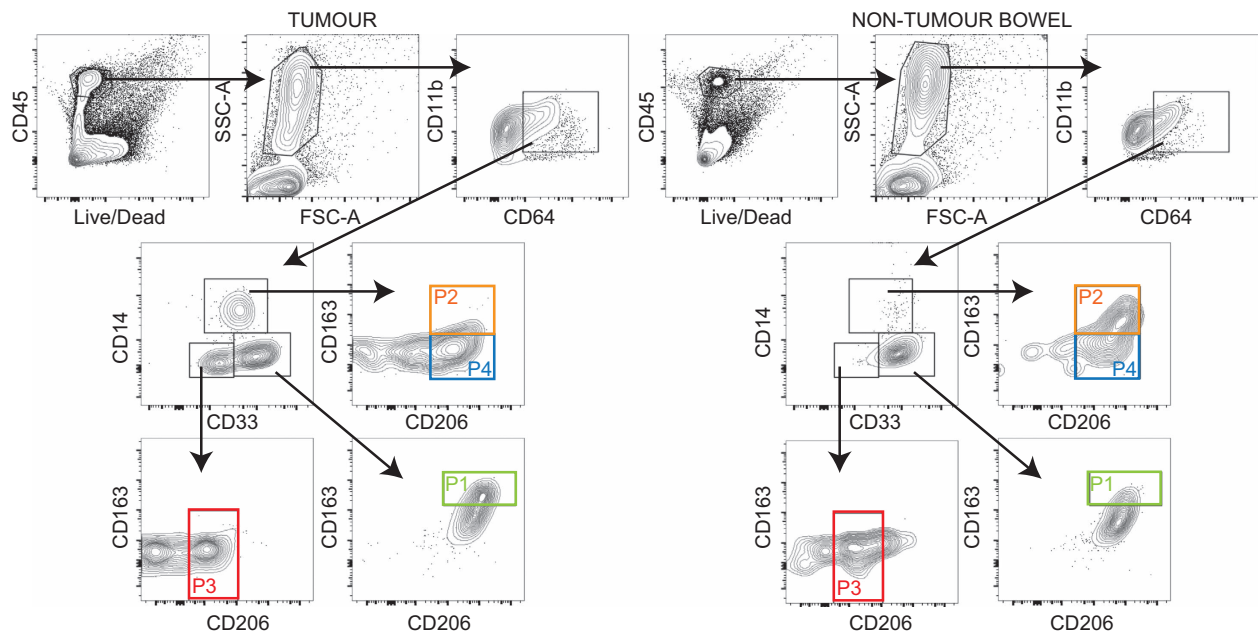 TUMOUR
NON-TUMOUR BOWEL
CD45
SSC-A
CD11b
CD45
SSC-A
CD11b
Live/Dead
FSC-A
CD64
Live/Dead
FSC-A
CD64
CD14
CD163
P2
P4
CD14
CD163
P2
P4
CD33
CD206
CD33
CD206
CD163
P3
CD163
P1
CD163
P3
CD163
P1
CD206
CD206
CD206
CD206